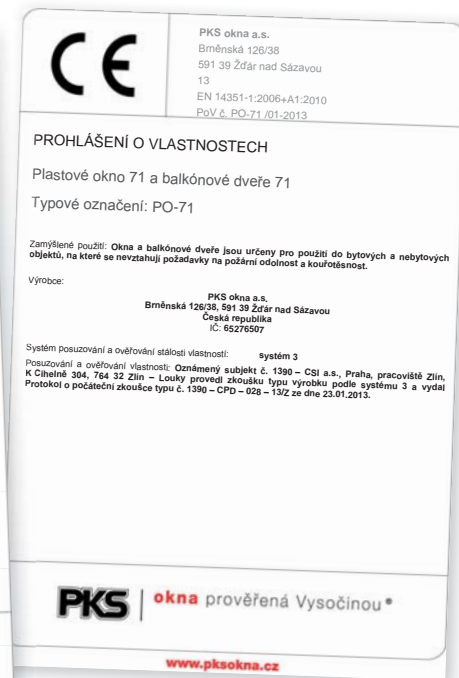 CE
PKS okna a.s.
Brněnská 126/38
591 39 Žďár nad Sázavou
13
EN 14351-1:2006+A1:2010
PoV č. PO-71 /01-2013
PROHLÁŠENÍ O VLASTNOSTECH
Plastové okno 71 a balkónové dveře 71
Typové označení: PO-71
Zamýšlené použití: Okna a balkónové dveře jsou určeny pro použití do bytových a nebytových
objektů, na které se nevztahují požadavky na požární odolnost a kouřotěsnost.
Výrobce:
PKS okna a.s.
Brněnská 126/38, 591 39 Žďár nad Sázavou
Česká republika
IČ: 65276507
Systém posuzování a ověřování stálosti vlastností: systém 3
Posuzování a ověřování vlastností: Oznámený subjekt č. 1390 – CSI a.s., Praha, pracoviště Zlín,
K Cihelně 304, 764 32 Zlín – Louky provedl zkoušku typu výrobku podle systému 3 a vydal
Protokol o počáteční zkoušce typu č. 1390 – CPD – 028 – 13/Z ze dne 23.01.2013.
PKS okna prověřená Vysočinou
www.pksokna.cz